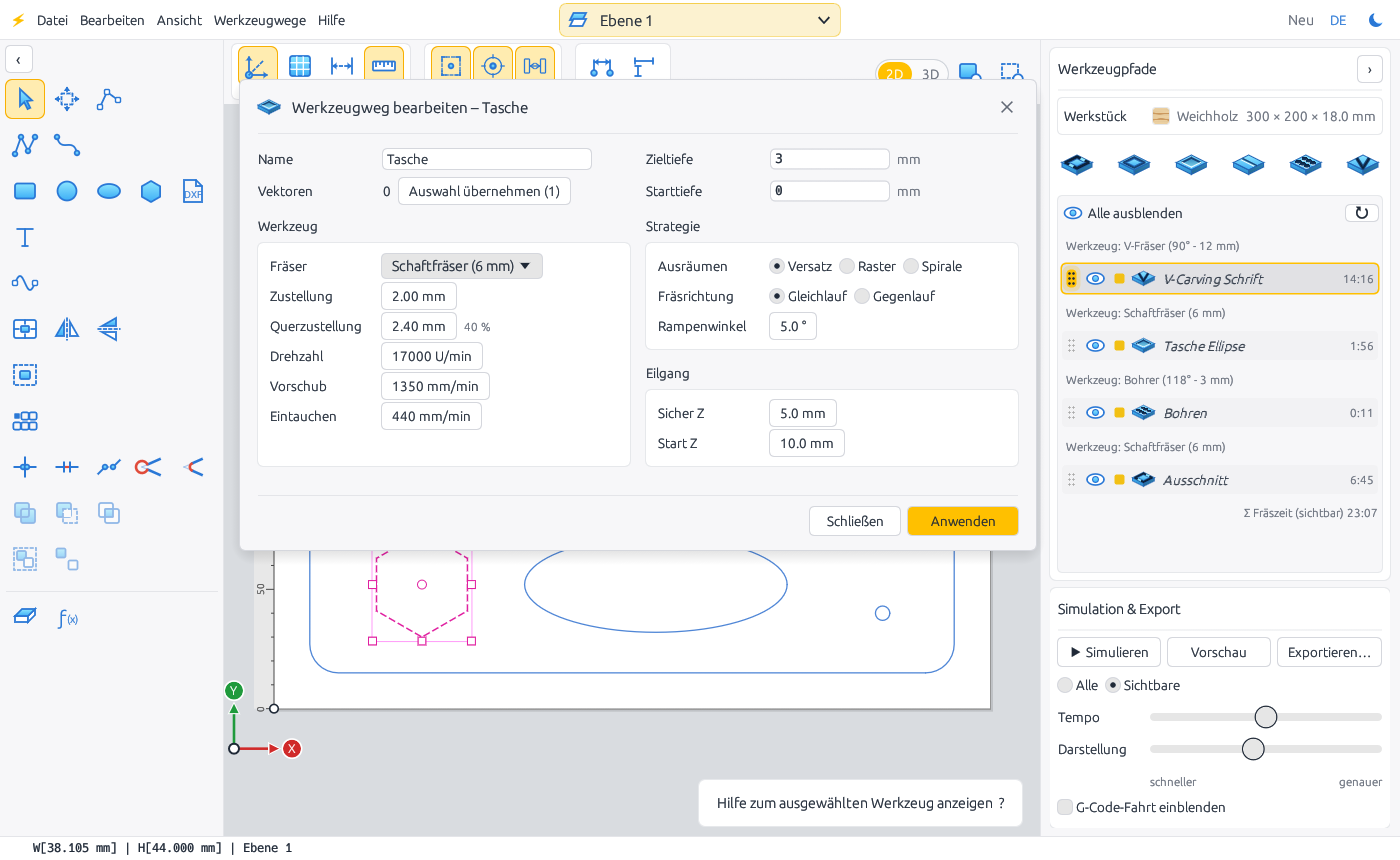 Datei Bearbeiten Ansicht Werkzeugwege Hilfe
Ebene 1
Neu DE
2D 3D
DXF
f(x)
Werkzeugweg bearbeiten – Tasche
Name Tasche
Vektoren 0 Auswahl übernehmen (1)
Zieltiefe 3 mm
Starttiefe 0 mm
Werkzeug
Fräser Schaftfräser (6 mm)
Zustellung 2.00 mm
Querzustellung 2.40 mm 40 %
Drehzahl 17000 U/min
Vorschub 1350 mm/min
Eintauchen 440 mm/min
Strategie
Ausräumen Versatz Raster Spirale
Fräsrichtung Gleichlauf Gegenlauf
Rampenwinkel 5.0 °
Eilgang
Sicher Z 5.0 mm
Start Z 10.0 mm
Schließen Anwenden
50
0
Y
X
Hilfe zum ausgewählten Werkzeug anzeigen ?
Werkzeugpfade
Werkstück Weichholz 300 × 200 × 18.0 mm
Alle ausblenden
Werkzeug: V-Fräser (90° - 12 mm)
V-Carving Schrift 14:16
Werkzeug: Schaftfräser (6 mm)
Tasche Ellipse 1:56
Werkzeug: Bohrer (118° - 3 mm)
Bohren 0:11
Werkzeug: Schaftfräser (6 mm)
Ausschnitt 6:45
Σ Fräszeit (sichtbar) 23:07
Simulation & Export
Simulieren Vorschau Exportieren…
Alle Sichtbare
Tempo
Darstellung
schneller genauer
G-Code-Fahrt einblenden
W[38.105 mm] | H[44.000 mm] | Ebene 1